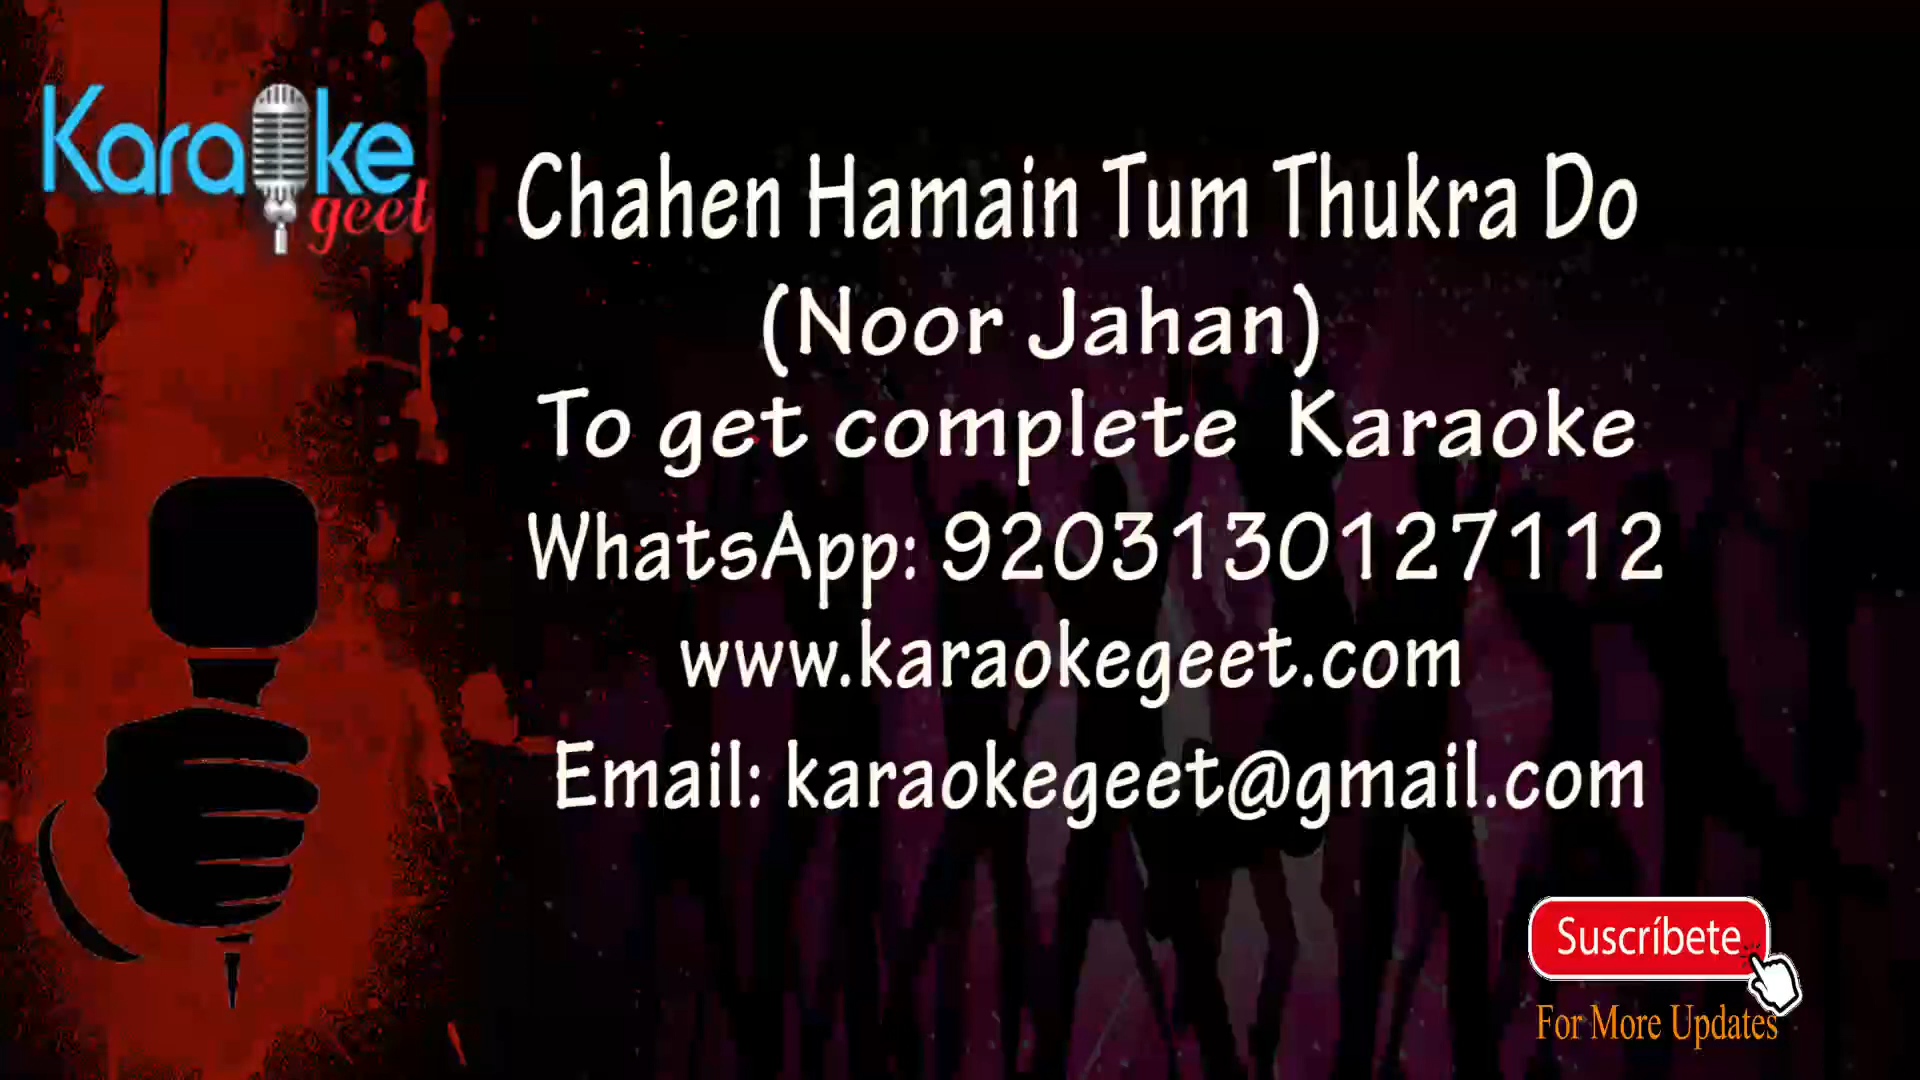 Karaoke
geet
Chahen Hamain Tum Thukra Do
(Noor Jahan)
To get complete Karaoke
WhatsApp: 9203130127112
www.karaokegeet.com
Email: karaokegeet@gmail.com
Suscríbete
For More Updates